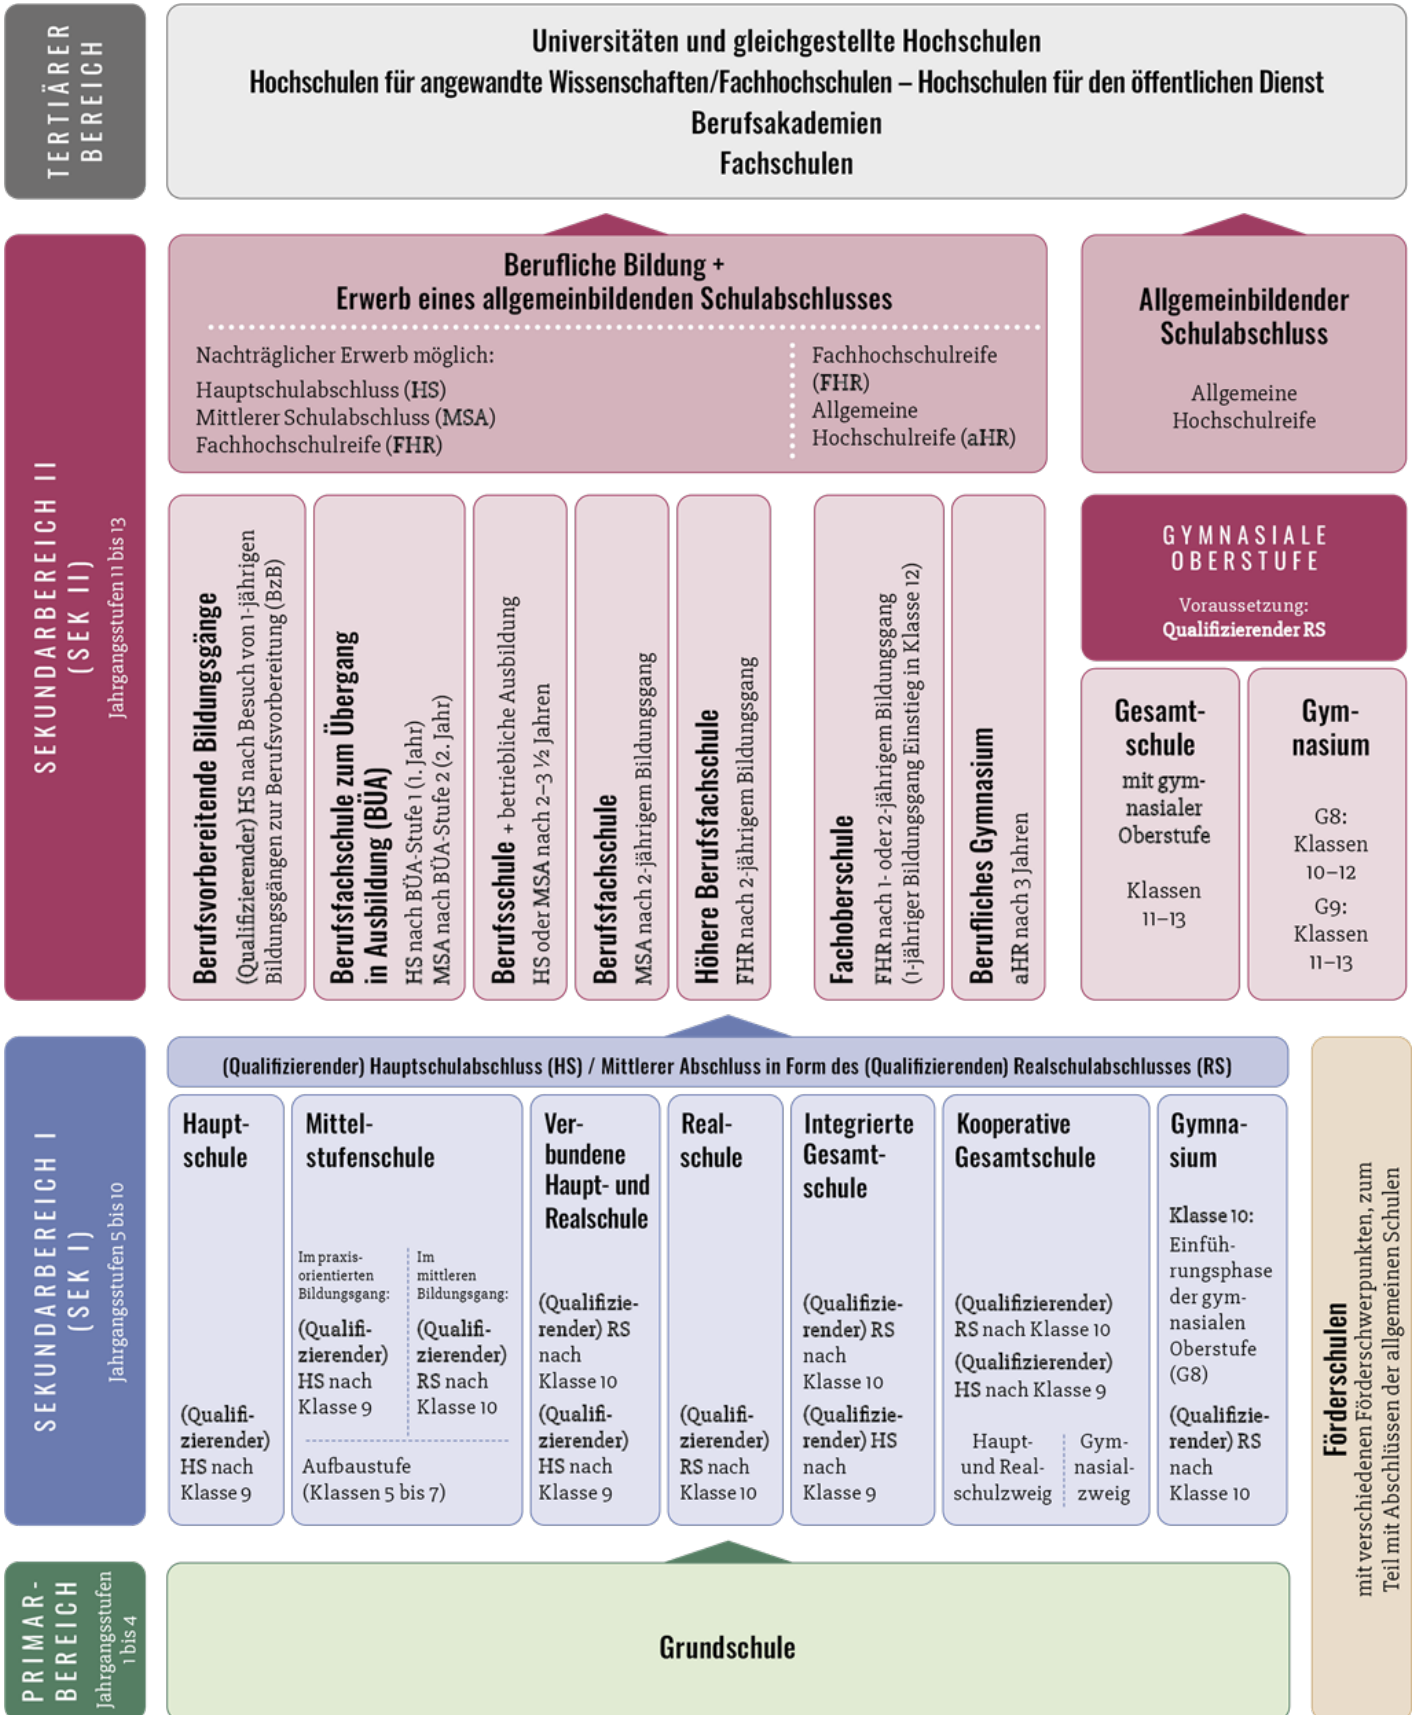 TERTIÄRER
BEREICH
Universitäten und gleichgestellte Hochschulen
Hochschulen für angewandte Wissenschaften/Fachhochschulen – Hochschulen für den öffentlichen Dienst
Berufsakademien
Fachschulen
SEKUNDARBEREICH II
(SEK II)
Jahrgangsstufen 11 bis 13
Berufliche Bildung +
Erwerb eines allgemeinbildenden Schulabschlusses
Nachträglicher Erwerb möglich:
Hauptschulabschluss (HS)
Mittlerer Schulabschluss (MSA)
Fachhochschulreife (FHR)
Fachhochschulreife
(FHR)
Allgemeine
Hochschulreife (aHR)
Allgemeinbildender
Schulabschluss
Allgemeine
Hochschulreife
Berufsvorbereitende Bildungsgänge
(Qualifizierender) HS nach Besuch von 1-jährigen
Bildungsgängen zur Berufsvorbereitung (BzB)
Berufsfachschule zum Übergang
in Ausbildung (BÜA)
HS nach BÜA-Stufe 1 (1. Jahr)
MSA nach BÜA-Stufe 2 (2. Jahr)
Berufsschule + betriebliche Ausbildung
HS oder MSA nach 2–3 ½ Jahren
Berufsfachschule
MSA nach 2-jährigem Bildungsgang
Höhere Berufsfachschule
FHR nach 2-jährigem Bildungsgang
Fachoberschule
FHR nach 1- oder 2-jährigem Bildungsgang
(1-jähriger Bildungsgang Einstieg in Klasse 12)
Berufliches Gymnasium
aHR nach 3 Jahren
GYMNASIALE
OBERSTUFE
Voraussetzung:
Qualifizierender RS
Gesamt-
schule
mit gym-
nasialer
Oberstufe
Klassen
11–13
Gym-
nasium
G8:
Klassen
10–12
G9:
Klassen
11–13
SEKUNDARBEREICH I
(SEK I)
Jahrgangsstufen 5 bis 10
(Qualifizierender) Hauptschulabschluss (HS) / Mittlerer Abschluss in Form des (Qualifizierenden) Realschulabschlusses (RS)
Haupt-
schule
(Qualifi-
zierender)
HS nach
Klasse 9
Mittel-
stufenschule
Im praxis-
orientierten
Bildungsgang:
(Qualifi-
zierender)
HS nach
Klasse 9
Im
mittleren
Bildungsgang:
(Qualifi-
zierender)
RS nach
Klasse 10
Aufbaustufe
(Klassen 5 bis 7)
Ver-
bundene
Haupt- und
Realschule
(Qualifizie-
render) RS
nach
Klasse 10
(Qualifi-
zierender)
HS nach
Klasse 9
Real-
schule
(Qualifi-
zierender)
RS nach
Klasse 10
Integrierte
Gesamt-
schule
(Qualifizie-
render) RS
nach
Klasse 10
(Qualifizie-
render) HS
nach
Klasse 9
Kooperative
Gesamtschule
(Qualifizierender)
RS nach Klasse 10
(Qualifizierender)
HS nach Klasse 9
Haupt-
und Real-
schulzweig
Gym-
nasial-
zweig
Gymna-
sium
Klasse 10:
Einfüh-
rungsphase
der gym-
nasialen
Oberstufe
(G8)
(Qualifizie-
render) RS
nach
Klasse 10
Förderschulen
mit verschiedenen Förderschwerpunkten, zum
Teil mit Abschlüssen der allgemeinen Schulen
PRIMAR-
BEREICH
Jahrgangsstufen
1 bis 4
Grundschule